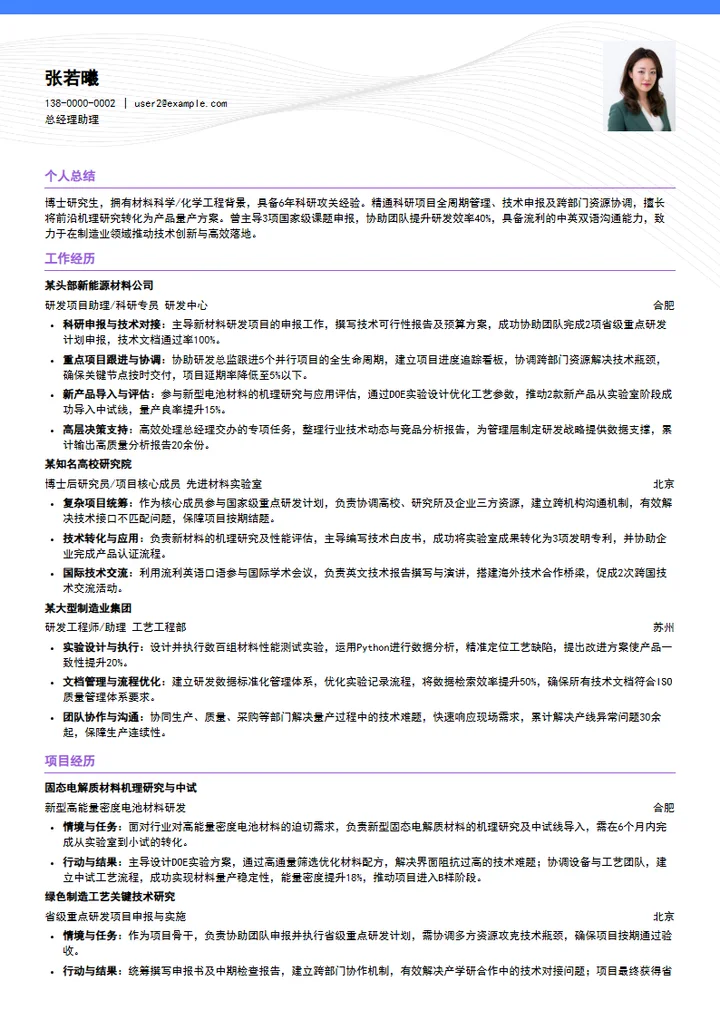 张若曦
138-0000-0002 | user2@example.com
总经理助理
个人总结
博士研究生，拥有材料科学/化学工程背景，具备6年科研攻关经验。精通科研项目全周期管理、技术申报及跨部门资源协调，擅长
将前沿机理研究转化为产品量产方案。曾主导3项国家级课题申报，协助团队提升研发效率40%，具备流利的中英双语沟通能力，致
力于在制造业领域推动技术创新与高效落地。
工作经历
某头部新能源材料公司
研发项目助理/科研专员 研发中心 合肥
• 科研申报与技术对接：主导新材料研发项目的申报工作，撰写技术可行性报告及预算方案，成功协助团队完成2项省级重点研发
计划申报，技术文档通过率100%。
• 重点项目跟进与协调：协助研发总监跟进5个并行项目的全生命周期，建立项目进度追踪看板，协调跨部门资源解决技术瓶颈，
确保关键节点按时交付，项目延期率降低至5%以下。
• 新产品导入与评估：参与新型电池材料的机理研究与应用评估，通过DOE实验设计优化工艺参数，推动2款新产品从实验室阶段成
功导入中试线，量产良率提升15%。
• 高层决策支持：高效处理总经理交办的专项任务，整理行业技术动态与竞品分析报告，为管理层制定研发战略提供数据支撑，累
计输出高质量分析报告20余份。
某知名高校研究院
博士后研究员/项目核心成员 先进材料实验室 北京
• 复杂项目统筹：作为核心成员参与国家级重点研发计划，负责协调高校、研究所及企业三方资源，建立跨机构沟通机制，有效解
决技术接口不匹配问题，保障项目按期结题。
• 技术转化与应用：负责新材料的机理研究及性能评估，主导编写技术白皮书，成功将实验室成果转化为3项发明专利，并协助企
业完成产品认证流程。
• 国际技术交流：利用流利英语口语参与国际学术会议，负责英文技术报告撰写与演讲，搭建海外技术合作桥梁，促成2次跨国技
术交流活动。
某大型制造业集团
研发工程师/助理 工艺工程部 苏州
• 实验设计与执行：设计并执行数百组材料性能测试实验，运用Python进行数据分析，精准定位工艺缺陷，提出改进方案使产品一
致性提升20%。
• 文档管理与流程优化：建立研发数据标准化管理体系，优化实验记录流程，将数据检索效率提升50%，确保所有技术文档符合ISO
质量管理体系要求。
• 团队协作与沟通：协同生产、质量、采购等部门解决量产过程中的技术难题，快速响应现场需求，累计解决产线异常问题30余
起，保障生产连续性。
项目经历
固态电解质材料机理研究与中试
新型高能量密度电池材料研发 合肥
• 情境与任务：面对行业对高能量密度电池材料的迫切需求，负责新型固态电解质材料的机理研究及中试线导入，需在6个月内完
成从实验室到小试的转化。
• 行动与结果：主导设计DOE实验方案，通过高通量筛选优化材料配方，解决界面阻抗过高的技术难题；协调设备与工艺团队，建
立中试工艺流程，成功实现材料量产稳定性，能量密度提升18%，推动项目进入B样阶段。
绿色制造工艺关键技术研究
省级重点研发项目申报与实施 北京
• 情境与任务：作为项目骨干，负责协助团队申报并执行省级重点研发计划，需协调多方资源攻克技术瓶颈，确保项目按期通过验
收。
• 行动与结果：统筹撰写申报书及中期检查报告，建立跨部门协作机制，有效解决产学研合作中的技术对接问题；项目最终获得省